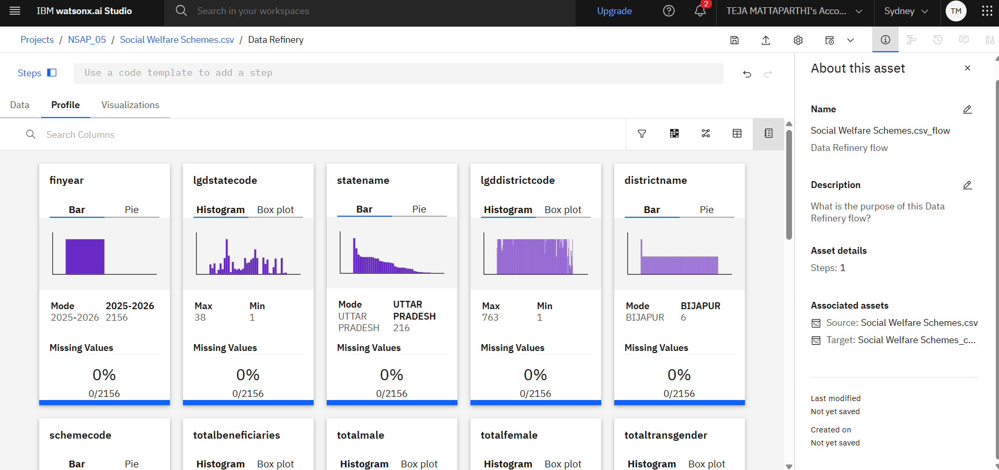 IBM watsonx.ai Studio
Search in your workspaces
Upgrade
2
TEJA MATTAPARTHI's Acco...
Sydney
TM
Projects / NSAP_05 / Social Welfare Schemes.csv / Data Refinery
Steps
Use a code template to add a step
Data Profile Visualizations
Search Columns
finyear
Bar Pie
Mode 2025-2026
2025-2026 2156
Missing Values
0%
0/2156
lgdstatecode
Histogram Box plot
Max Min
38 1
Missing Values
0%
0/2156
statename
Bar Pie
Mode UTTAR
UTTAR PRADESH
PRADESH 216
Missing Values
0%
0/2156
lgddistrictcode
Histogram Box plot
Max Min
763 1
Missing Values
0%
0/2156
districtname
Bar Pie
Mode BIJAPUR
BIJAPUR 6
Missing Values
0%
0/2156
schemecode
Bar Pie
totalbeneficiaries
Histogram Box plot
totalmale
Histogram Box plot
totalfemale
Histogram Box plot
totaltransgender
Histogram Box plot
About this asset
Name
Social Welfare Schemes.csv_flow
Data Refinery flow
Description
What is the purpose of this Data
Refinery flow?
Asset details
Steps: 1
Associated assets
Source: Social Welfare Schemes.csv
Target: Social Welfare Schemes_c...
Last modified
Not yet saved
Created on
Not yet saved